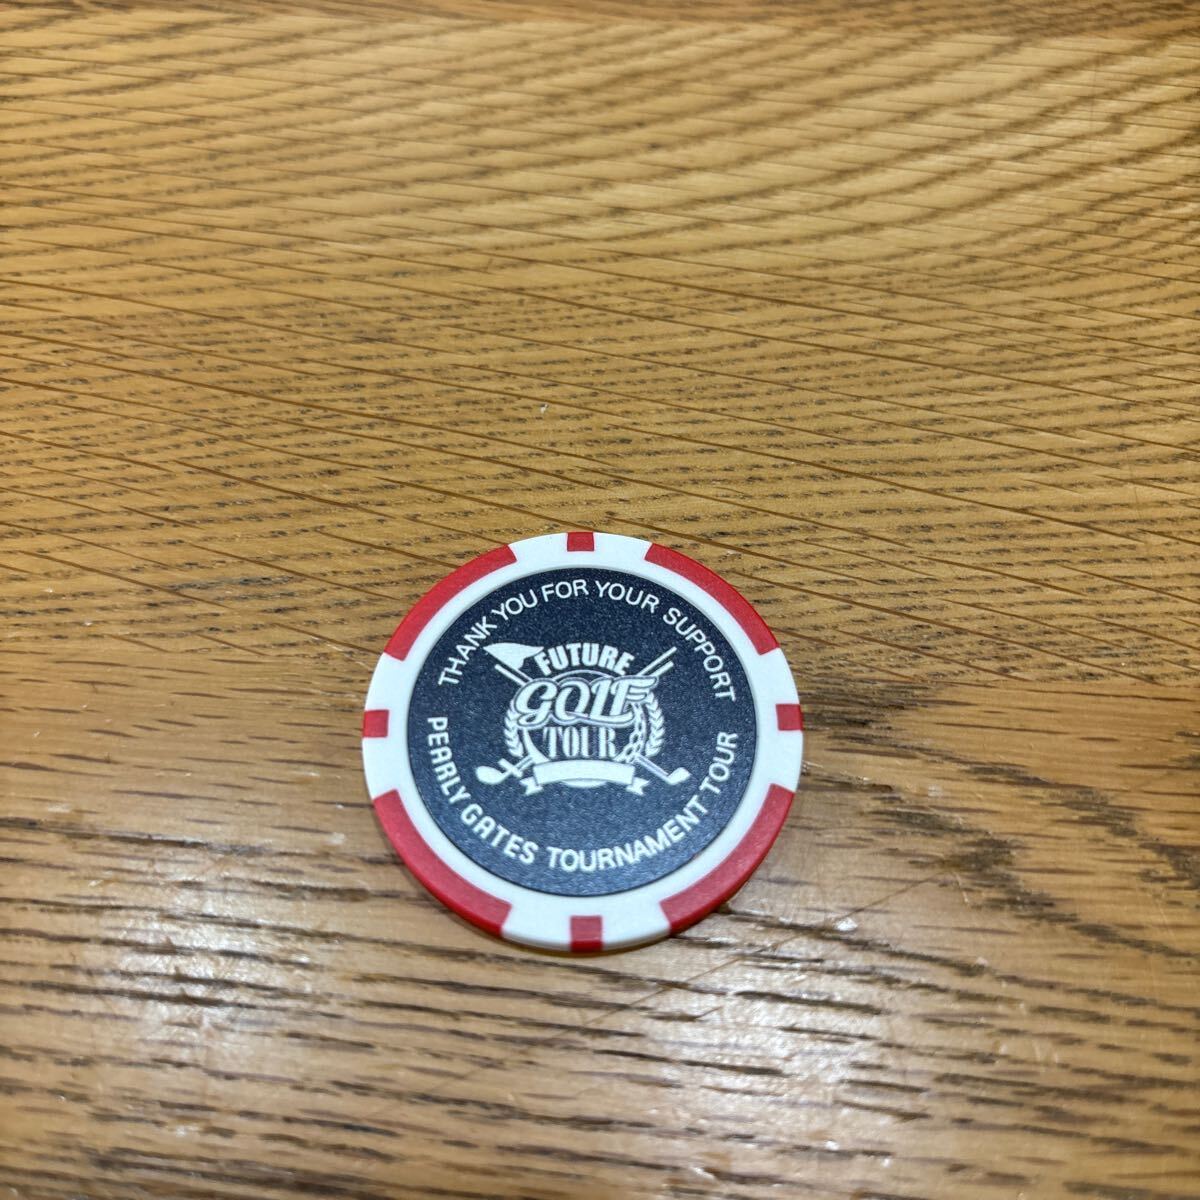 THANK YOU FOR YOUR SUPPORT
FUTURE
GOLF
TOUR
PEARLY GATES TOURNAMENT TOUR